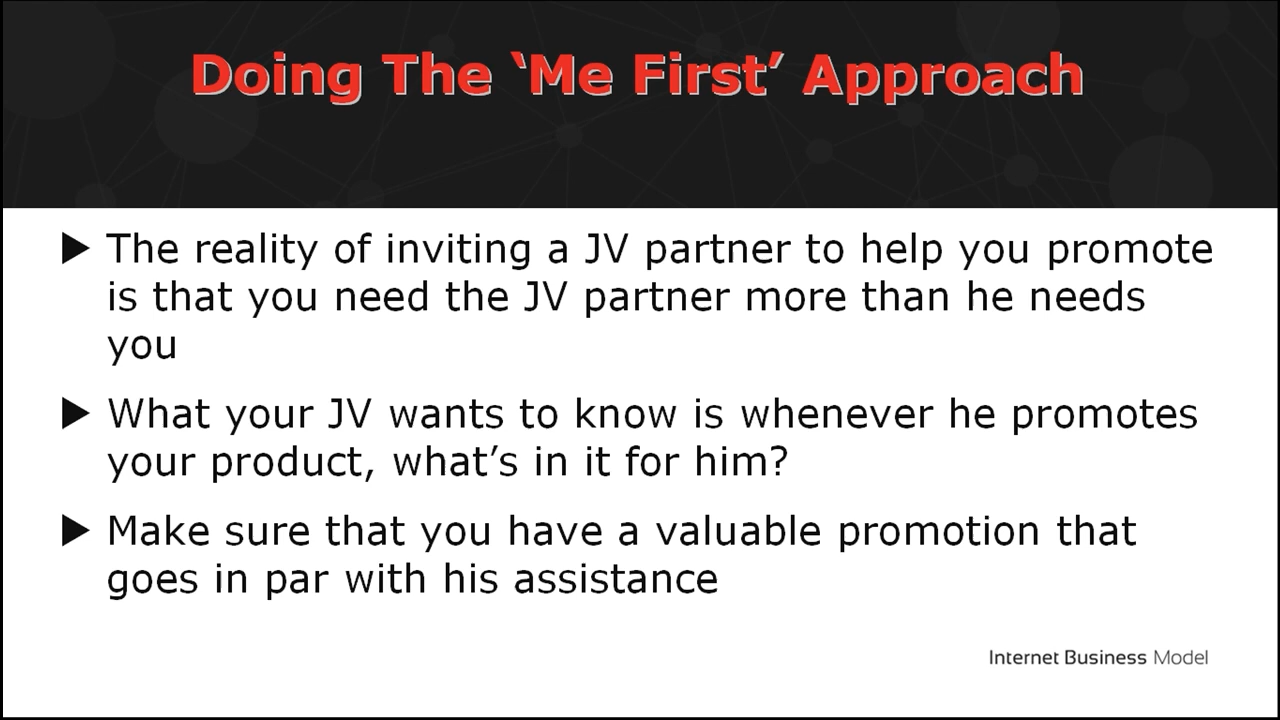 Doing The ‘Me First’ Approach
The reality of inviting a JV partner to help you promote
is that you need the JV partner more than he needs
you
What your JV wants to know is whenever he promotes
your product, what’s in it for him?
Make sure that you have a valuable promotion that
goes in par with his assistance
Internet Business Model